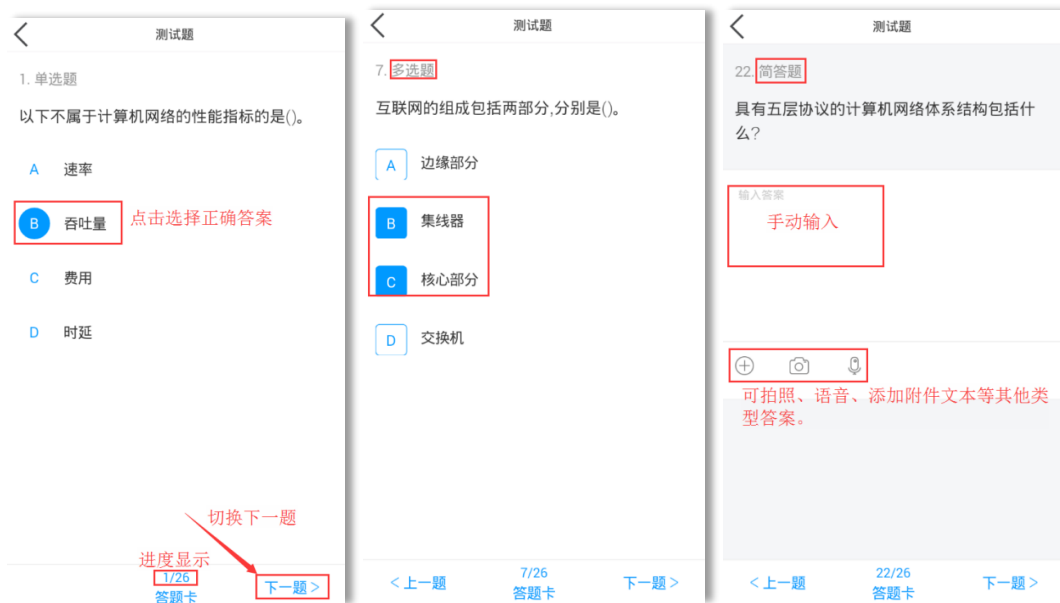 测试题
1. 单选题
以下不属于计算机网络的性能指标的是()。
A 速率
B 吞吐量
点击选择正确答案
C 费用
D 时延
切换下一题
进度显示
1/26
答题卡
下一题 >
测试题
7. 多选题
互联网的组成包括两部分,分别是()。
A 边缘部分
B 集线器
C 核心部分
D 交换机
< 上一题
7/26
答题卡
下一题 >
测试题
22. 简答题
具有五层协议的计算机网络体系结构包括什
么?
输入答案
手动输入
可拍照、语音、添加附件文本等其他类
型答案。
< 上一题
22/26
答题卡
下一题 >